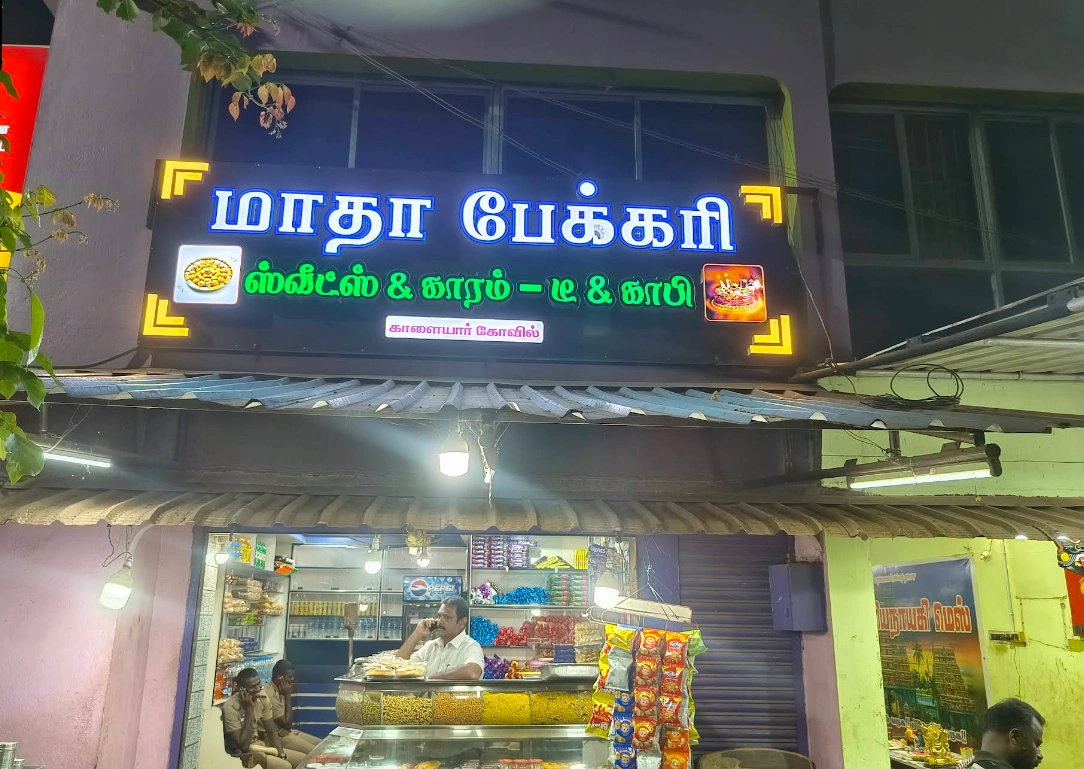 மாதா பேக்கரி
ஸ்வீட்ஸ் & காரம் - டீ & காபி
காளையார் கோவில்
PEPSI
மெஸ்